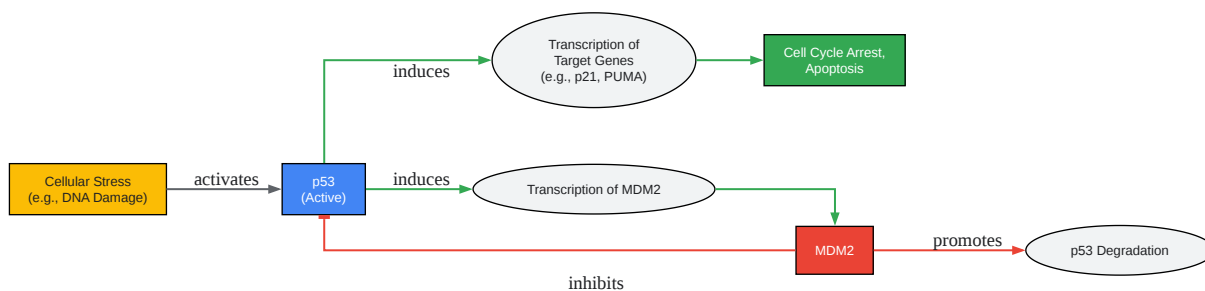 Transcription of
Target Genes
(e.g., p21, PUMA)
Cell Cycle Arrest,
Apoptosis
induces
Cellular Stress
(e.g., DNA Damage)
activates
p53
(Active)
induces
Transcription of MDM2
MDM2
promotes
p53 Degradation
inhibits